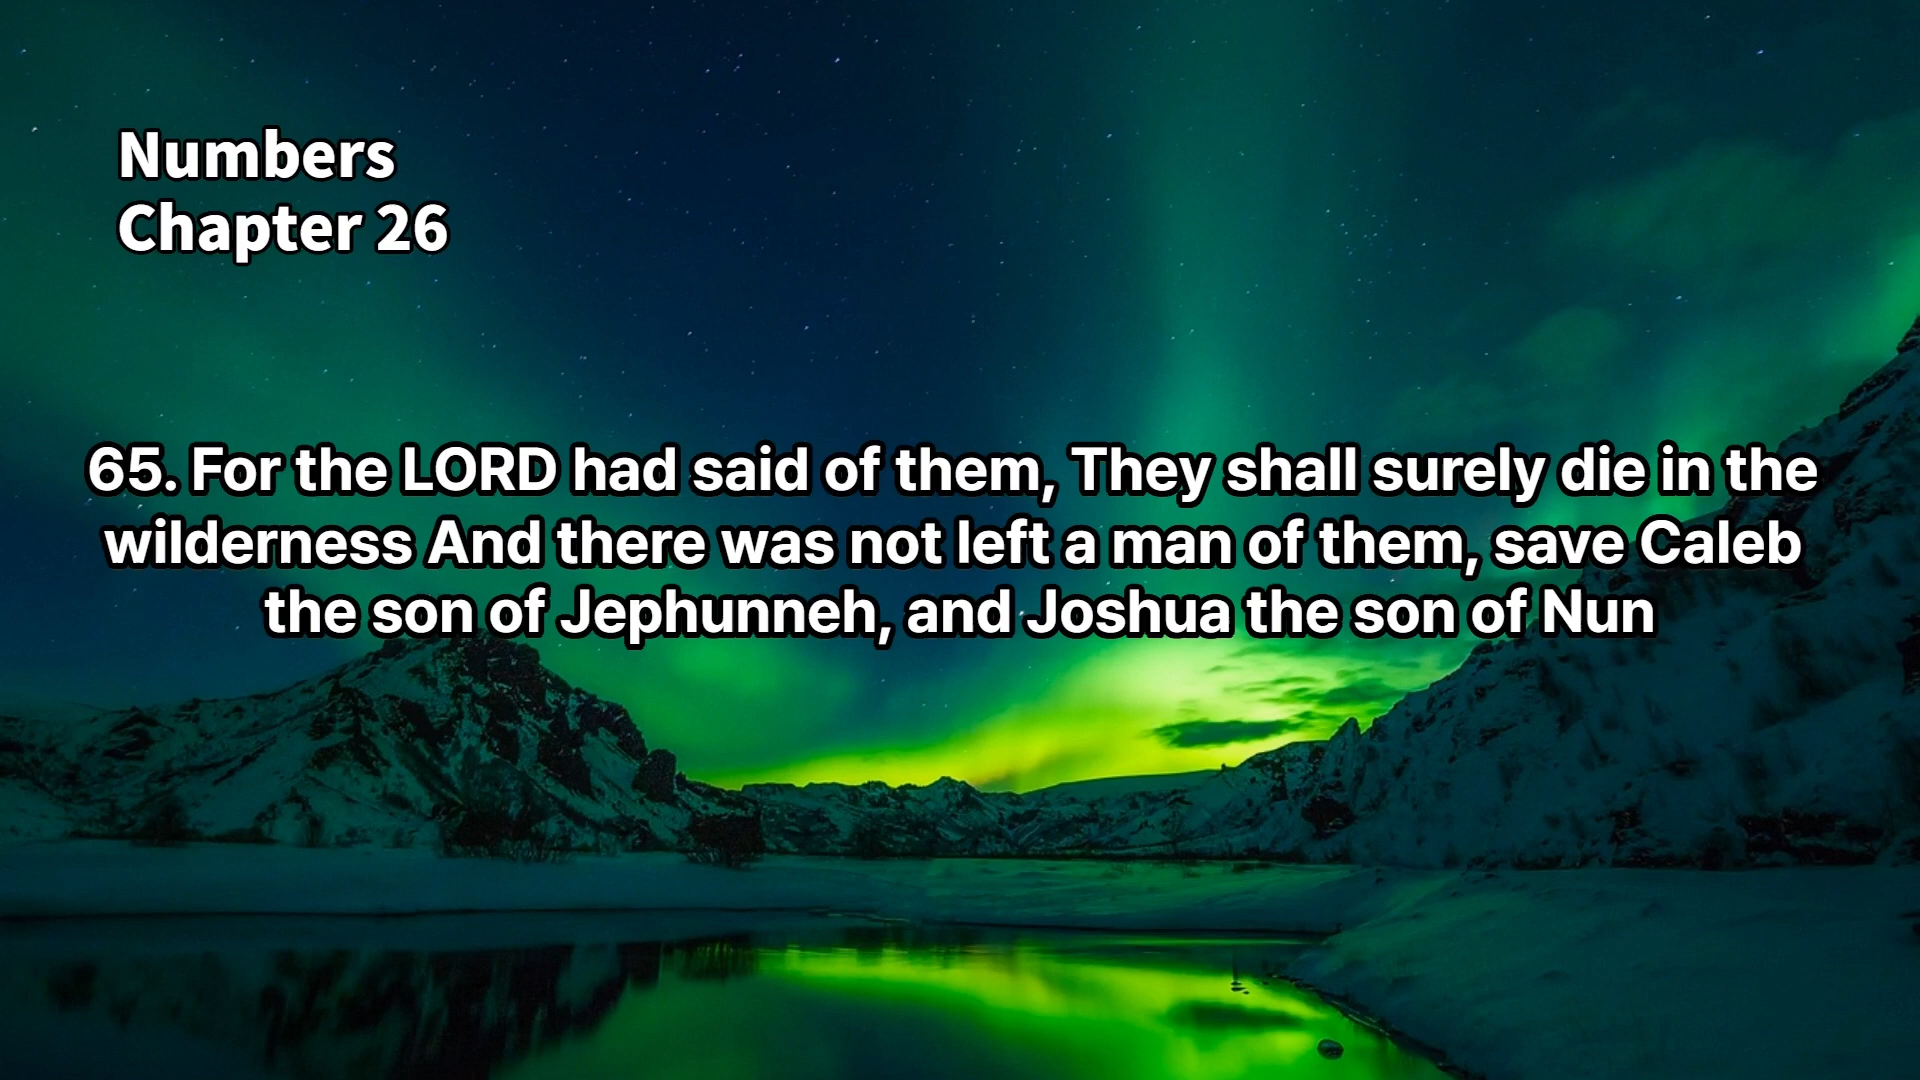 Numbers
Chapter 26
65. For the LORD had said of them, They shall surely die in the
wilderness And there was not left a man of them, save Caleb
the son of Jephunneh, and Joshua the son of Nun